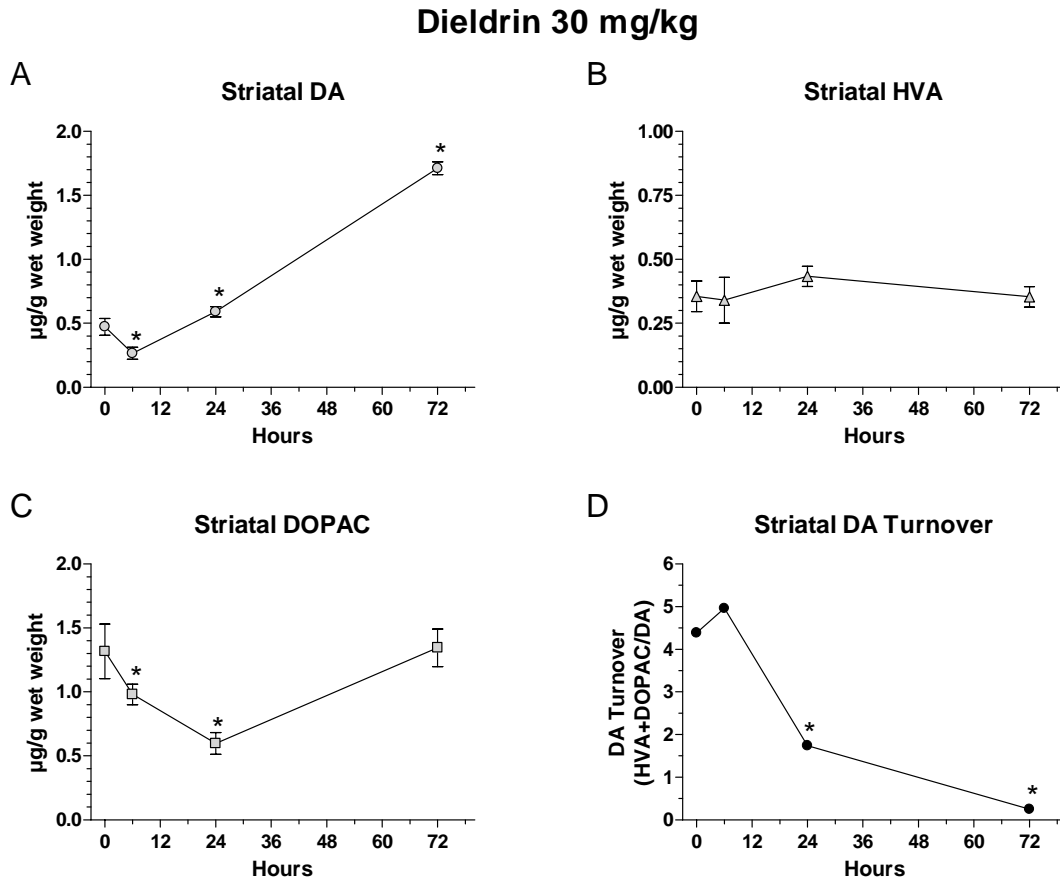 Dieldrin 30 mg/kg
A
Striatal DA
µg/g wet weight
2.0
1.5
1.0
0.5
0.0
*
*
*
0 12 24 36 48 60 72
Hours
B
Striatal HVA
µg/g wet weight
1.00
0.75
0.50
0.25
0.00
0 12 24 36 48 60 72
Hours
C
Striatal DOPAC
µg/g wet weight
2.0
1.5
1.0
0.5
0.0
*
*
0 12 24 36 48 60 72
Hours
D
Striatal DA Turnover
DA Turnover
(HVA+DOPAC/DA)
6
5
4
3
2
1
0
*
*
0 12 24 36 48 60 72
Hours